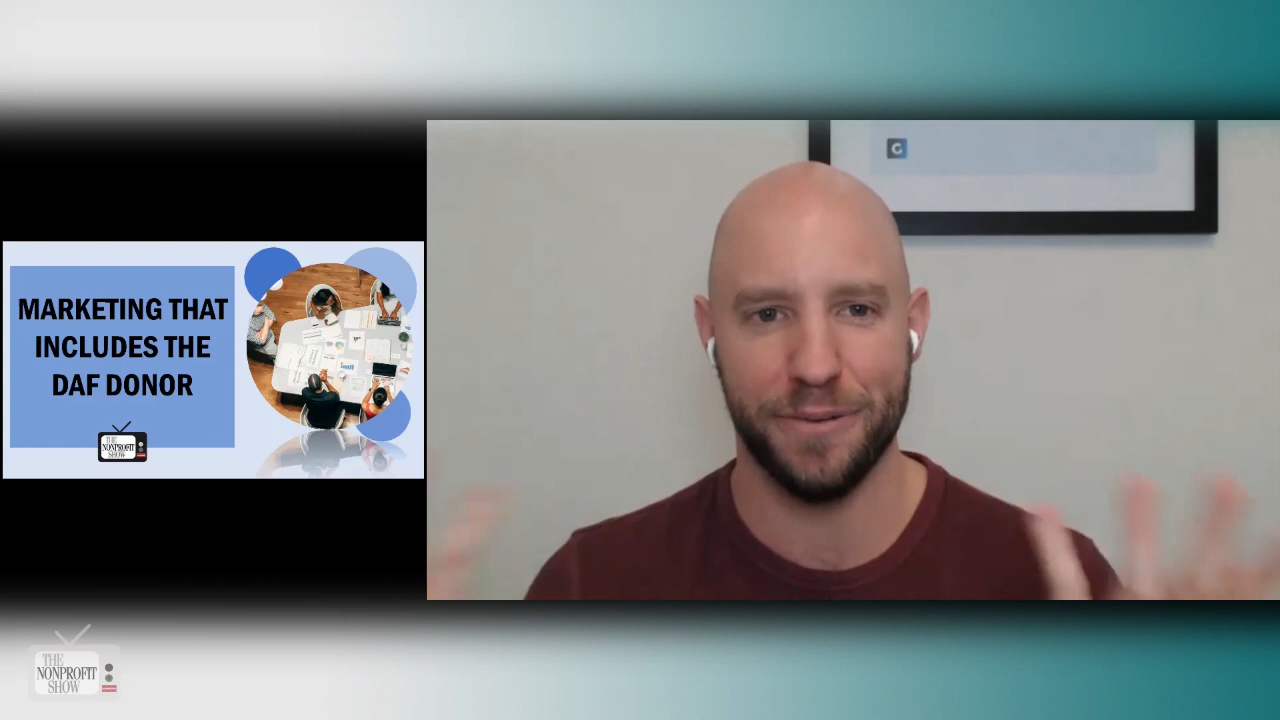 MARKETING THAT
INCLUDES THE
DAF DONOR
THE
NONPROFIT
SHOW
G
THE
NONPROFIT
SHOW